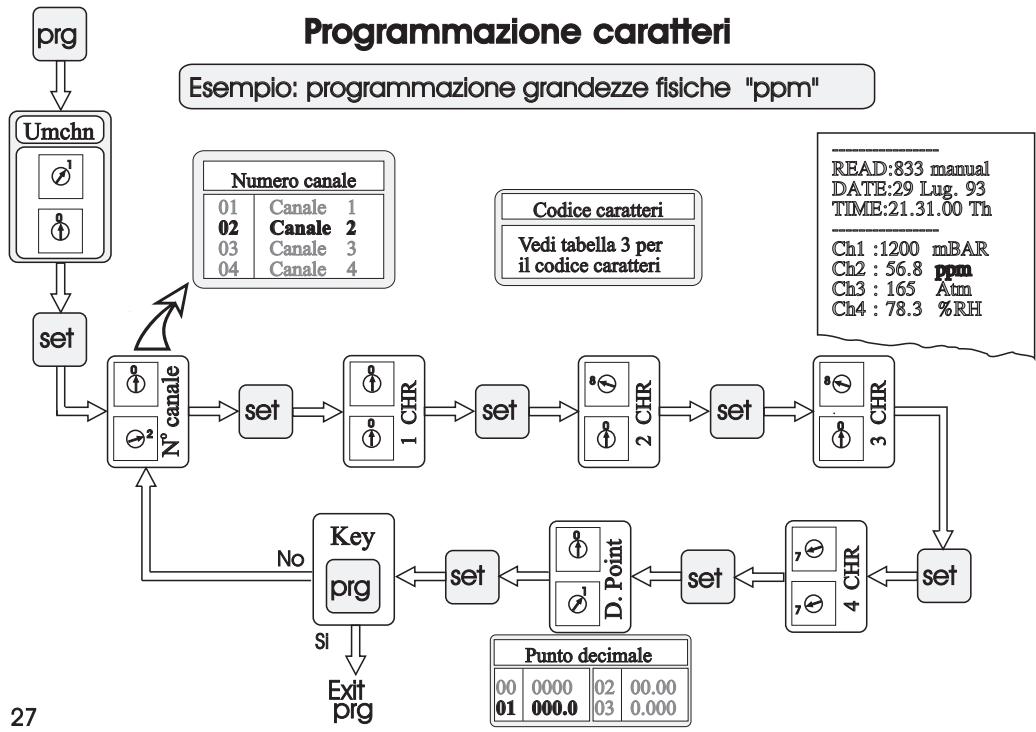 prg
Programmazione caratteri
Esempio: programmazione grandezze fisiche "ppm"
Umchn
1
0
Numero canale
01 Canale 1
02 Canale 2
03 Canale 3
04 Canale 4
Codice caratteri
Vedi tabella 3 per
il codice caratteri
--------------------
READ:833 manual
DATE:29 Lug. 93
TIME:21.31.00 Th
--------------------
Ch1 :1200 mBAR
Ch2 : 56.8 ppm
Ch3 : 165 Atm
Ch4 : 78.3 %RH
set
0
2
N° canale
set
0
0
1 CHR
set
8
0
2 CHR
set
8
0
3 CHR
set
7
7
4 CHR
set
0
1
D. Point
set
Key
prg
No
SI
Exit
prg
Punto decimale
00 0000 02 00.00
01 000.0 03 0.000
27